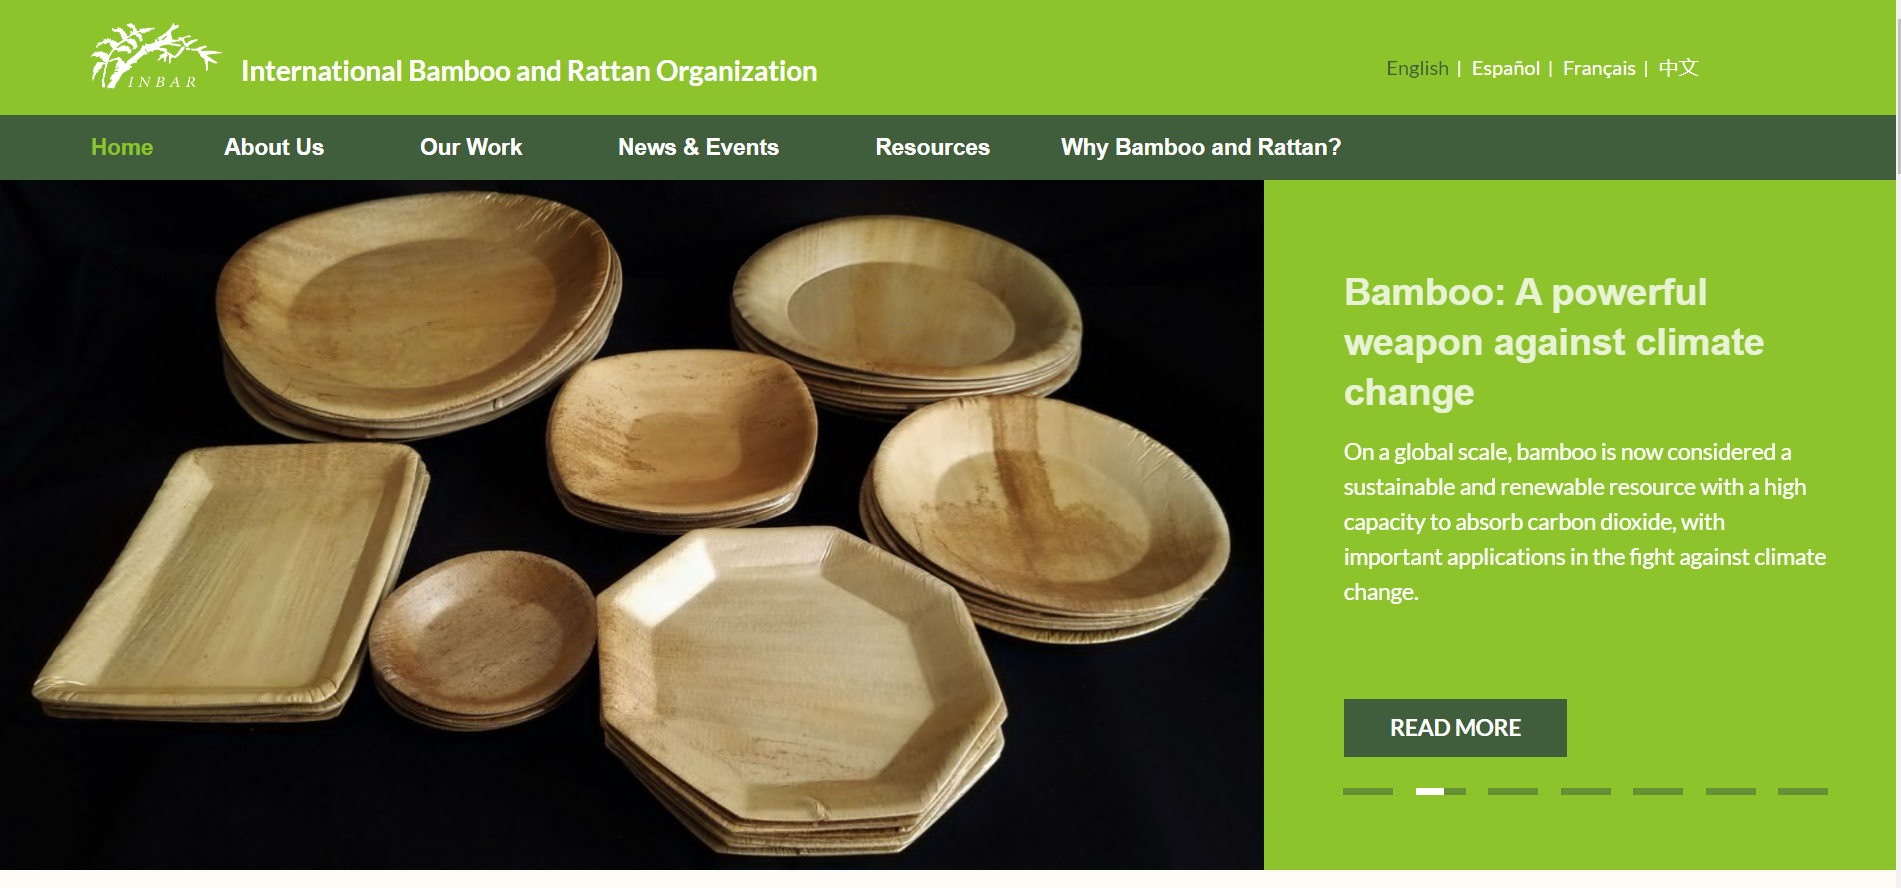 INBAR
International Bamboo and Rattan Organization
English | Español | Français | 中文
Home About Us Our Work News & Events Resources Why Bamboo and Rattan?
Bamboo: A powerful
weapon against climate
change
On a global scale, bamboo is now considered a
sustainable and renewable resource with a high
capacity to absorb carbon dioxide, with
important applications in the fight against climate
change.
READ MORE